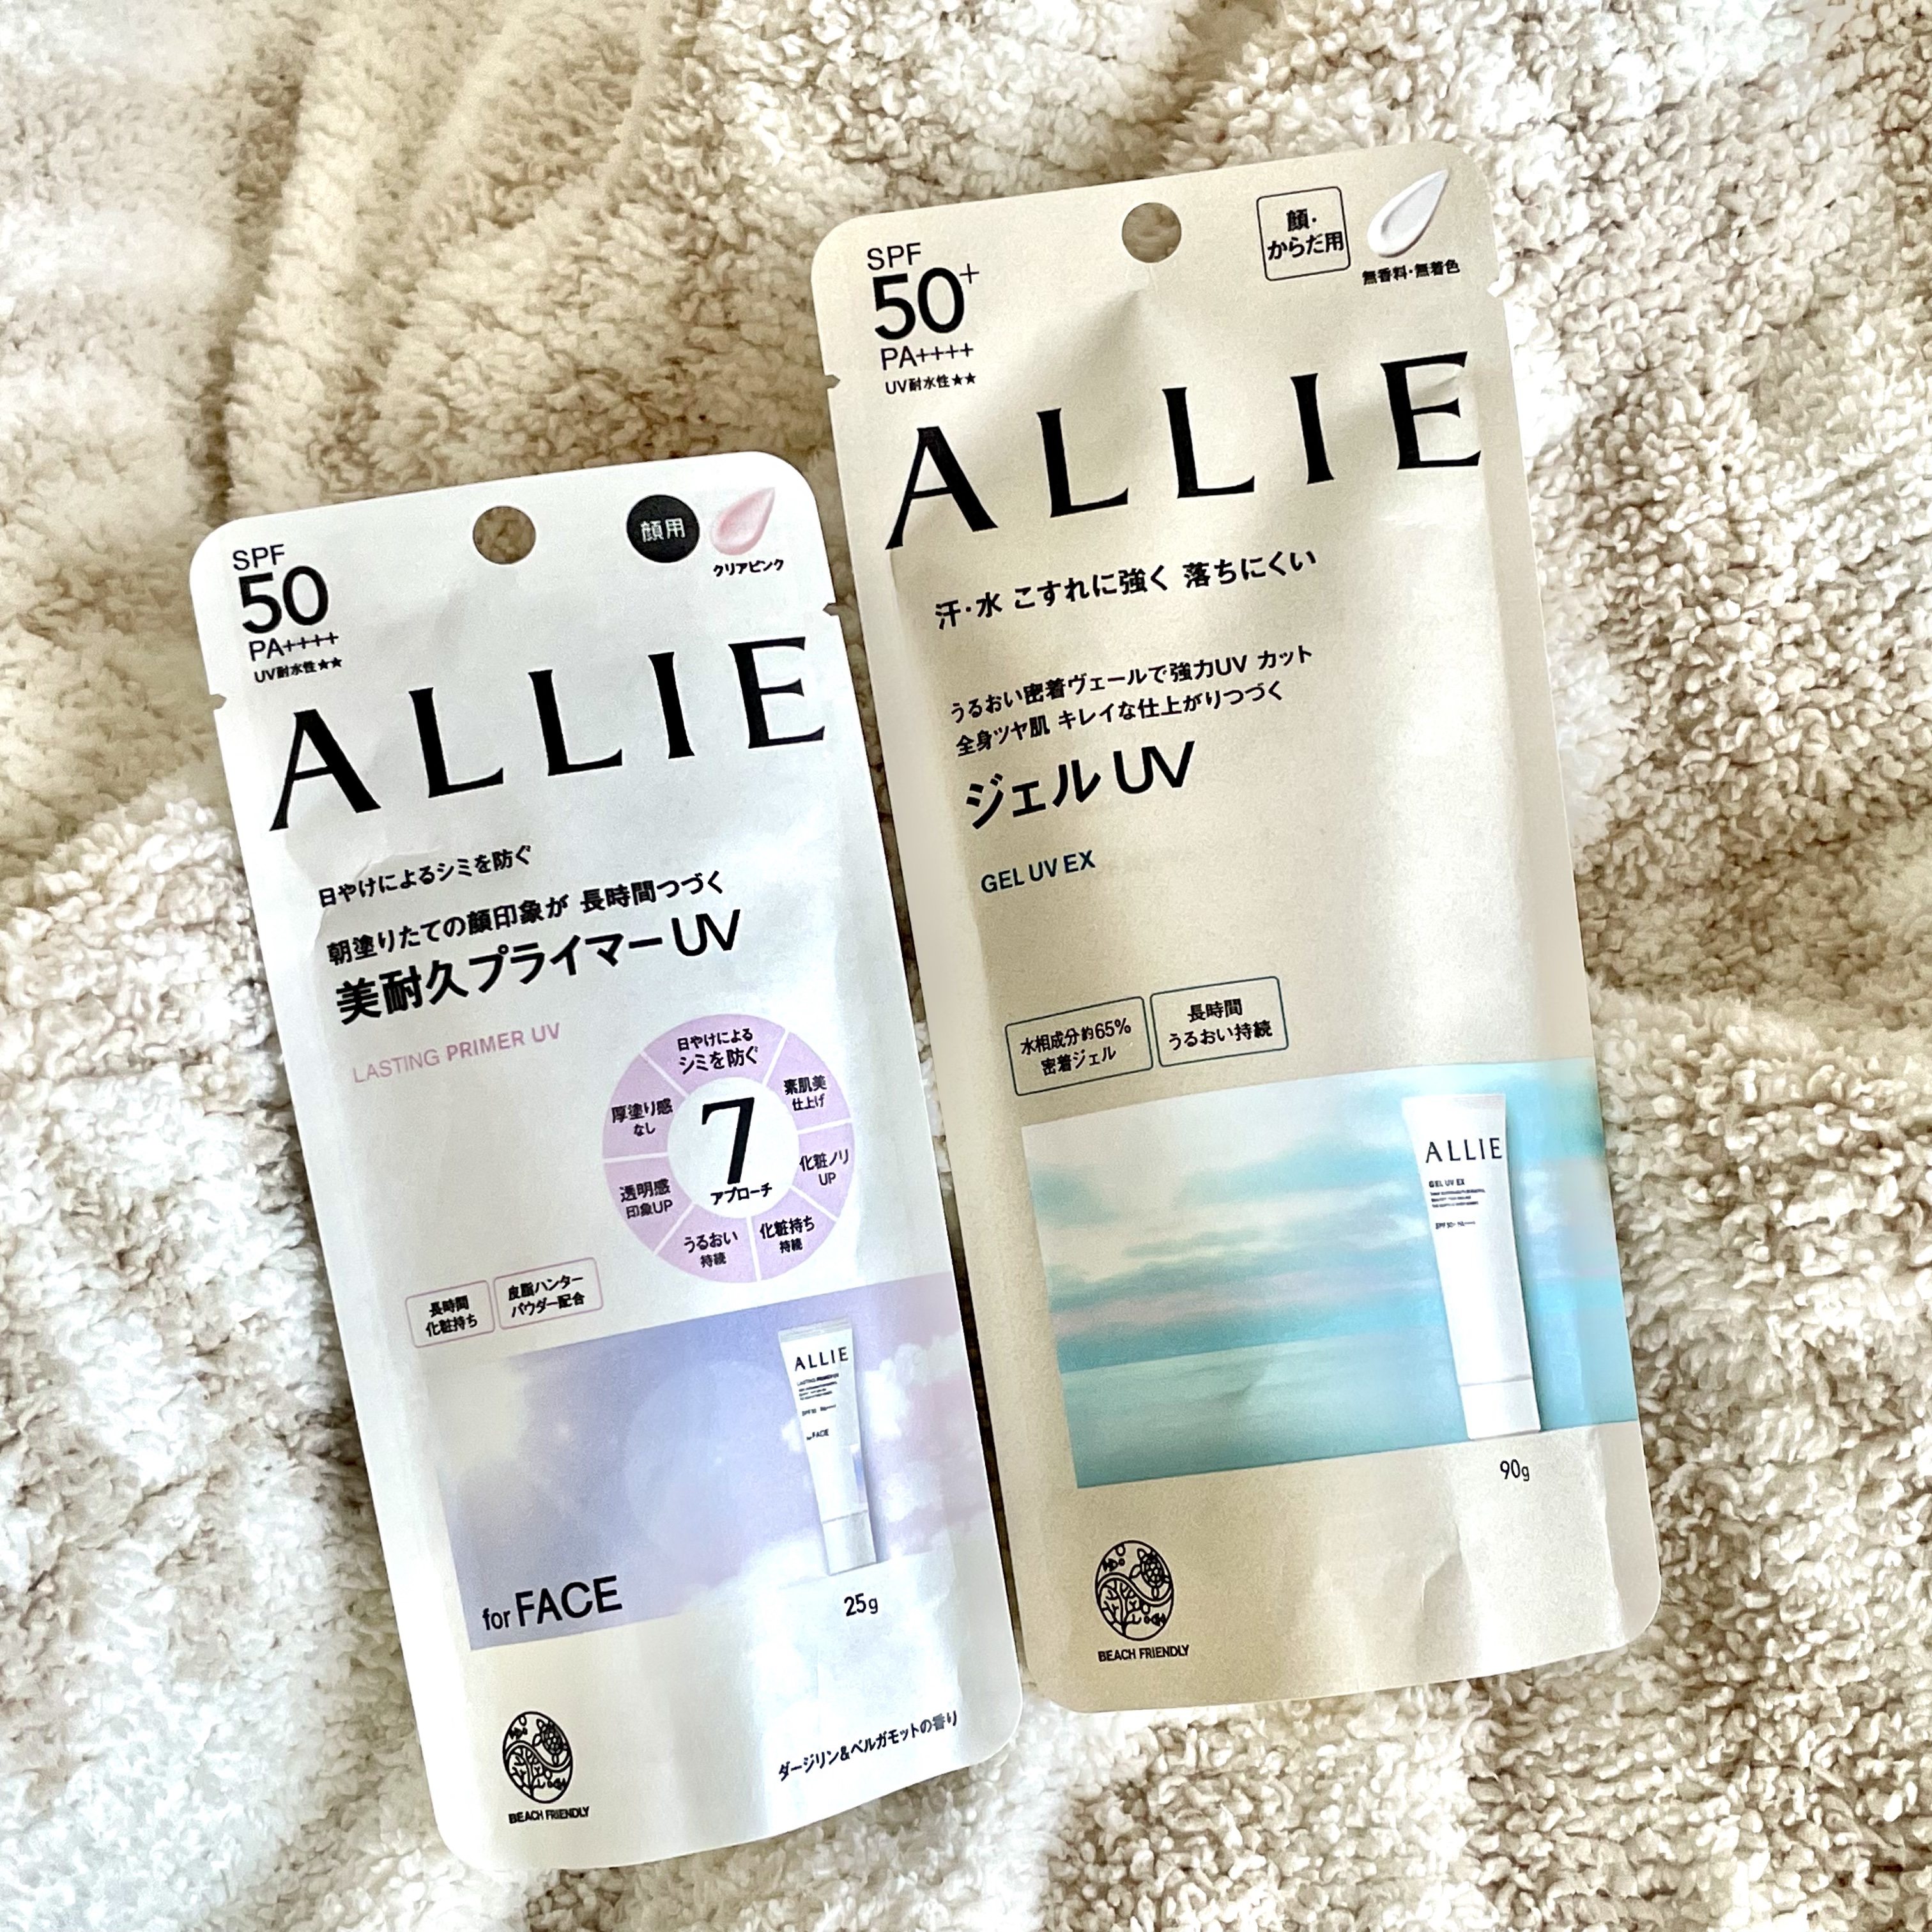 SPF
50
PA++++
UV耐水性★★
顔用
クリアピンク
ALLIE
日やけによるシミを防ぐ
朝塗りたての顔印象が 長時間つづく
美耐久プライマーUV
LASTING PRIMER UV
日やけによる
シミを防ぐ
素肌美
仕上げ
化粧ノリ
UP
化粧持ち
持続
うるおい
持続
透明感
印象UP
厚塗り感
なし
7
アプローチ
長時間
化粧持ち
皮脂ハンター
パウダー配合
ALLIE
LASTING PRIMER UV
for FACE
for FACE
25g
BEACH FRIENDLY
ダージリン&ベルガモットの香り
SPF
50+
PA++++
UV耐水性★★
顔・
からだ用
無香料・無着色
ALLIE
汗・水 こすれに強く 落ちにくい
うるおい密着ヴェールで強力UV カット
全身ツヤ肌 キレイな仕上がりつづく
ジェルUV
GEL UV EX
水相成分約65%
密着ジェル
長時間
うるおい持続
ALLIE
GEL UV EX
SPF 50+ PA++++
90g
BEACH FRIENDLY